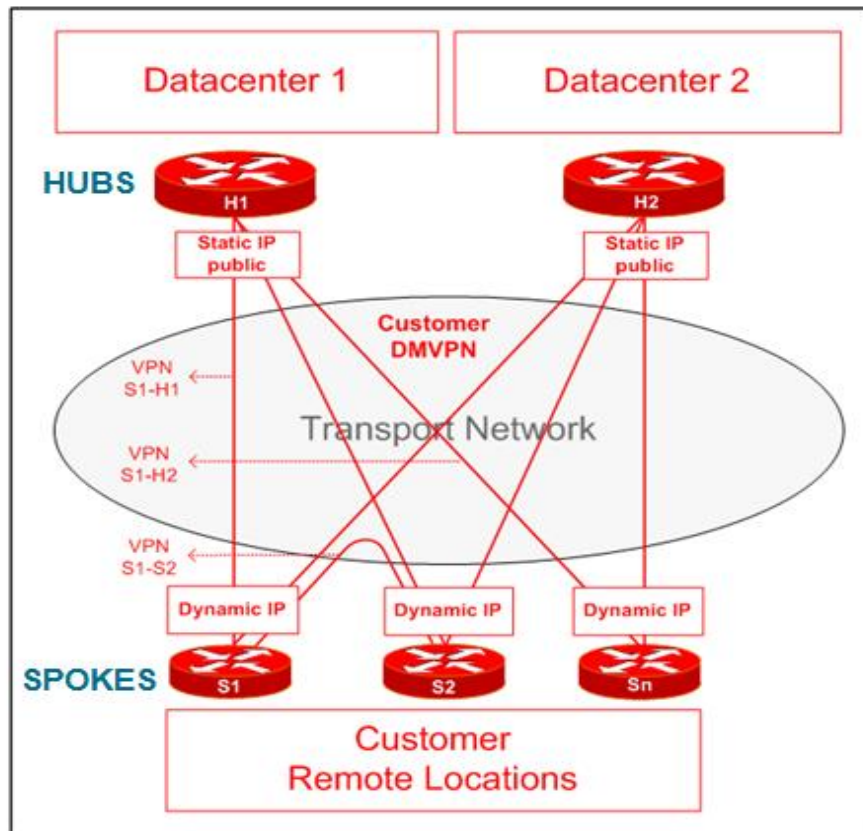 Datacenter 1
Datacenter 2
HUBS
H1
H2
Static IP
public
Static IP
public
Customer
DMVPN
VPN
S1-H1
Transport Network
VPN
S1-H2
VPN
S1-S2
Dynamic IP
Dynamic IP
Dynamic IP
SPOKES
S1
S2
Sn
Customer
Remote Locations